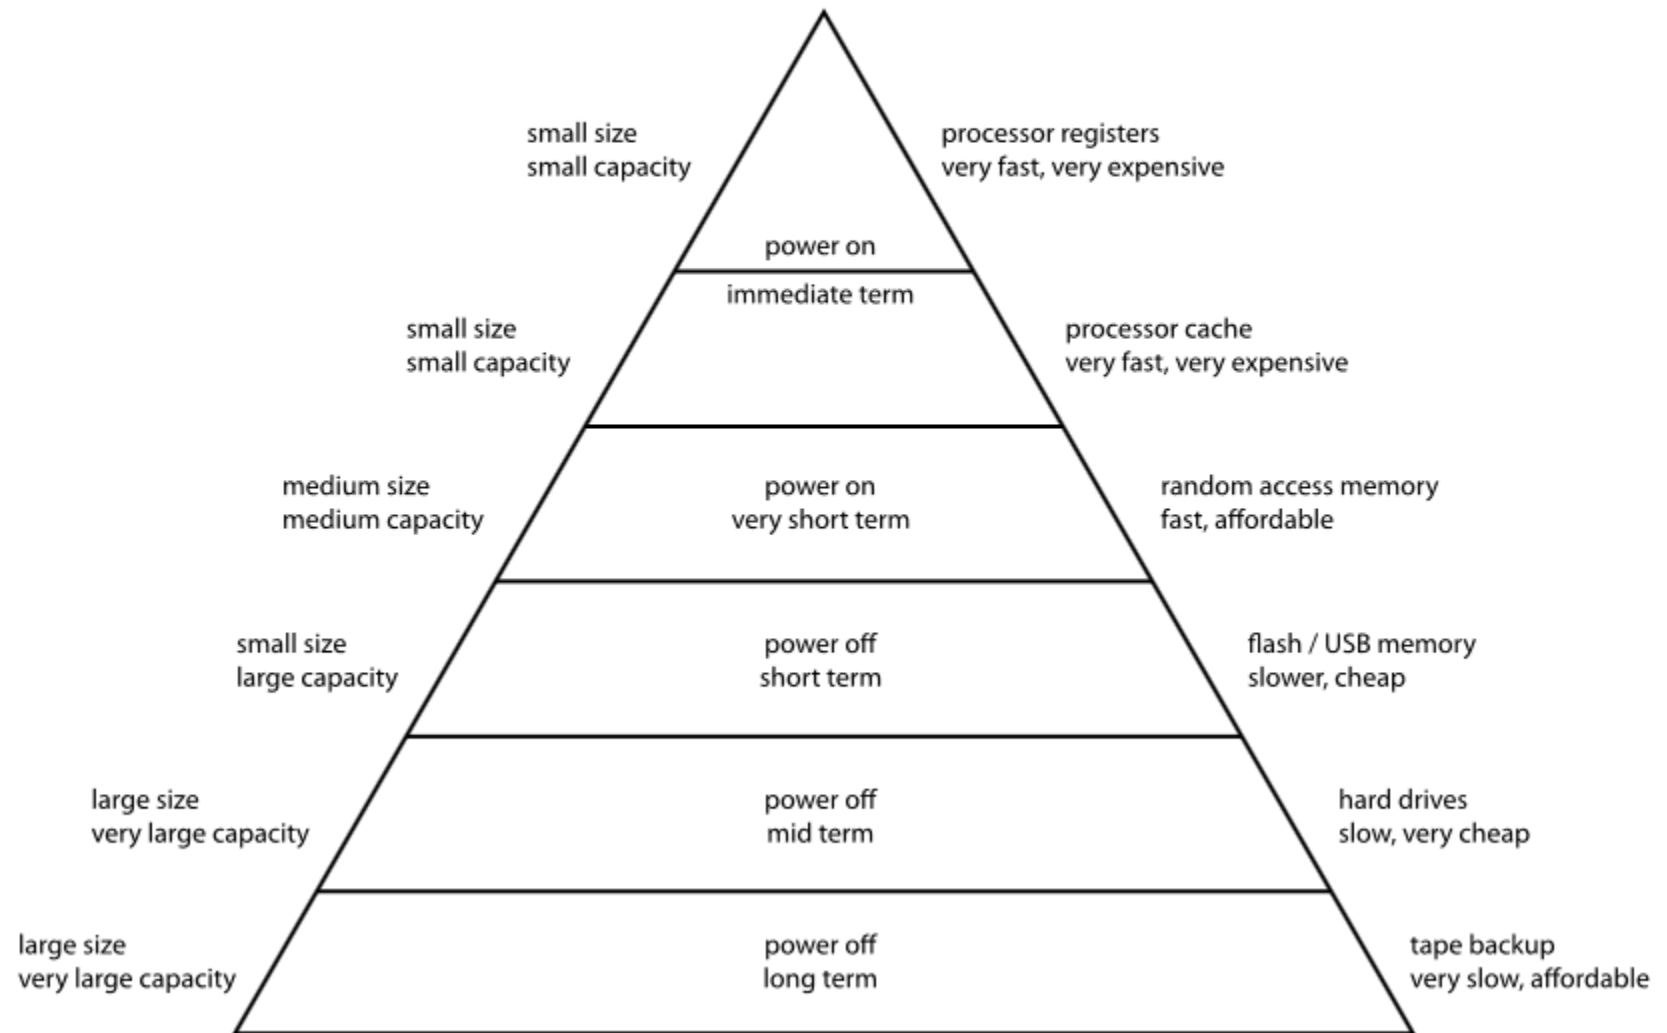 small size
small capacity
processor registers
very fast, very expensive
power on
immediate term
small size
small capacity
processor cache
very fast, very expensive
medium size
medium capacity
power on
very short term
random access memory
fast, affordable
small size
large capacity
power off
short term
flash / USB memory
slower, cheap
large size
very large capacity
power off
mid term
hard drives
slow, very cheap
large size
very large capacity
power off
long term
tape backup
very slow, affordable